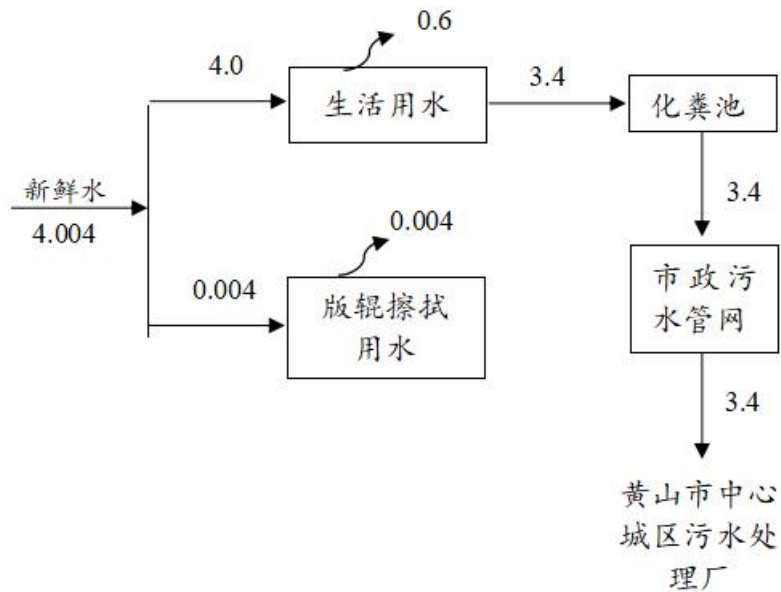 0.6
4.0
生活用水
3.4
化粪池
新鲜水
4.004
3.4
0.004
0.004
版辊擦拭
用水
市政污
水管网
3.4
黄山市中心
城区污水处
理厂